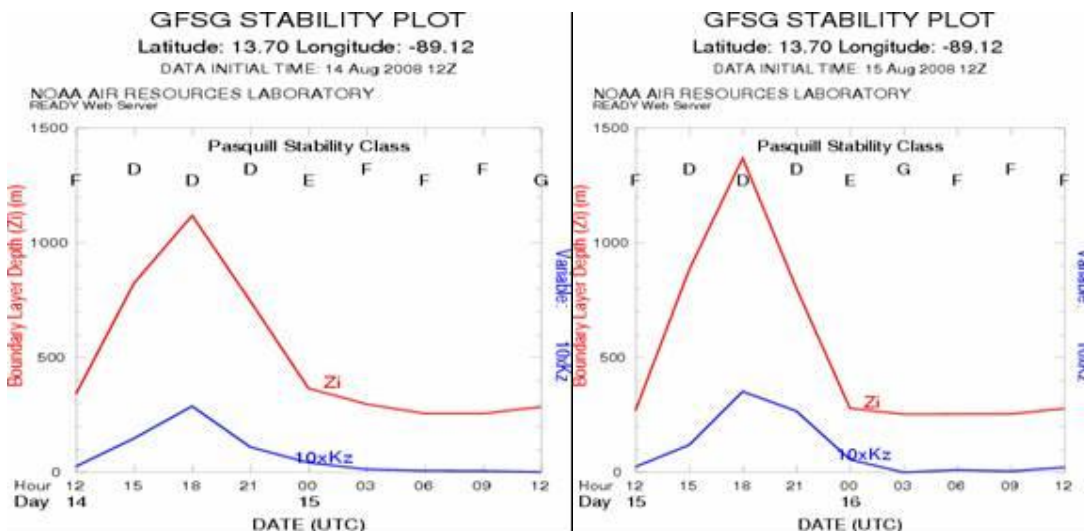 GFSG STABILITY PLOT
Latitude: 13.70 Longitude: -89.12
DATA INITIAL TIME: 14 Aug 2008 12Z
NOAA AIR RESOURCES LABORATORY
READY Web Server
1500
Pasquill Stability Class
F D D D E F F F G
1000
500
0
Boundary Layer Depth (Zi) (m)
Variable: 10xKz
Zi
10xKz
Hour 12 15 18 21 00 03 06 09 12
Day 14 15
DATE (UTC)
GFSG STABILITY PLOT
Latitude: 13.70 Longitude: -89.12
DATA INITIAL TIME: 15 Aug 2008 12Z
NOAA AIR RESOURCES LABORATORY
READY Web Server
1500
Pasquill Stability Class
F D D D E G F F F
1000
500
0
Boundary Layer Depth (Zi) (m)
Variable: 10xKz
Zi
10xKz
Hour 12 15 18 21 00 03 06 09 12
Day 15 16
DATE (UTC)